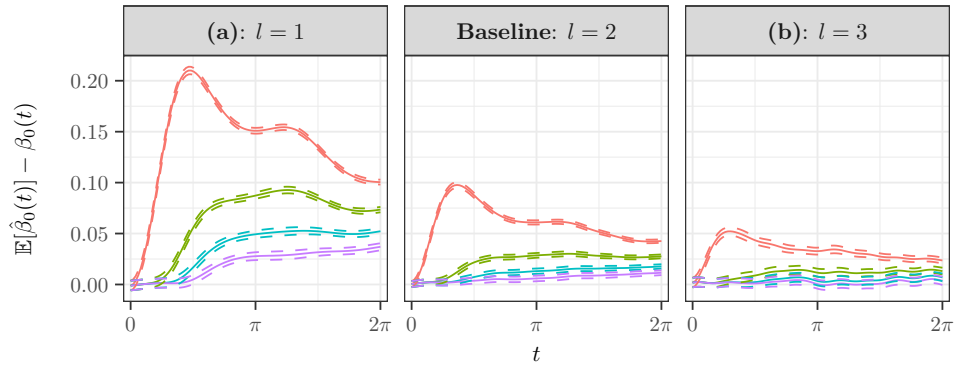 (a): l = 1
Baseline: l = 2
(b): l = 3
𝔼[β̂₀(t)] − β₀(t)
0.20
0.15
0.10
0.05
0.00
0 π 2π
0 π 2π
0 π 2π
t